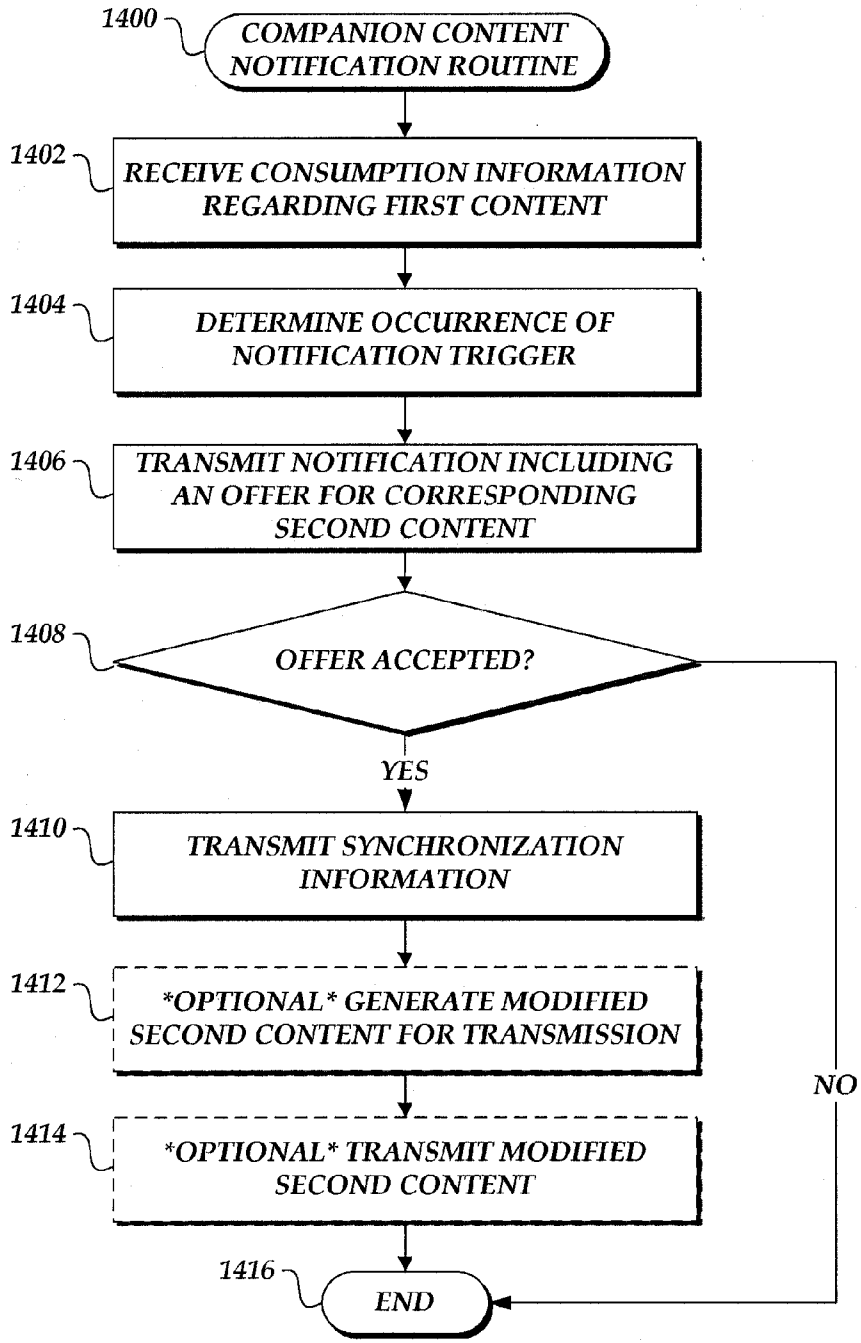 1400
COMPANION CONTENT
NOTIFICATION ROUTINE
1402
RECEIVE CONSUMPTION INFORMATION
REGARDING FIRST CONTENT
1404
DETERMINE OCCURRENCE OF
NOTIFICATION TRIGGER
1406
TRANSMIT NOTIFICATION INCLUDING
AN OFFER FOR CORRESPONDING
SECOND CONTENT
1408
OFFER ACCEPTED?
YES
1410
TRANSMIT SYNCHRONIZATION
INFORMATION
1412
*OPTIONAL* GENERATE MODIFIED
SECOND CONTENT FOR TRANSMISSION
NO
1414
*OPTIONAL* TRANSMIT MODIFIED
SECOND CONTENT
1416
END